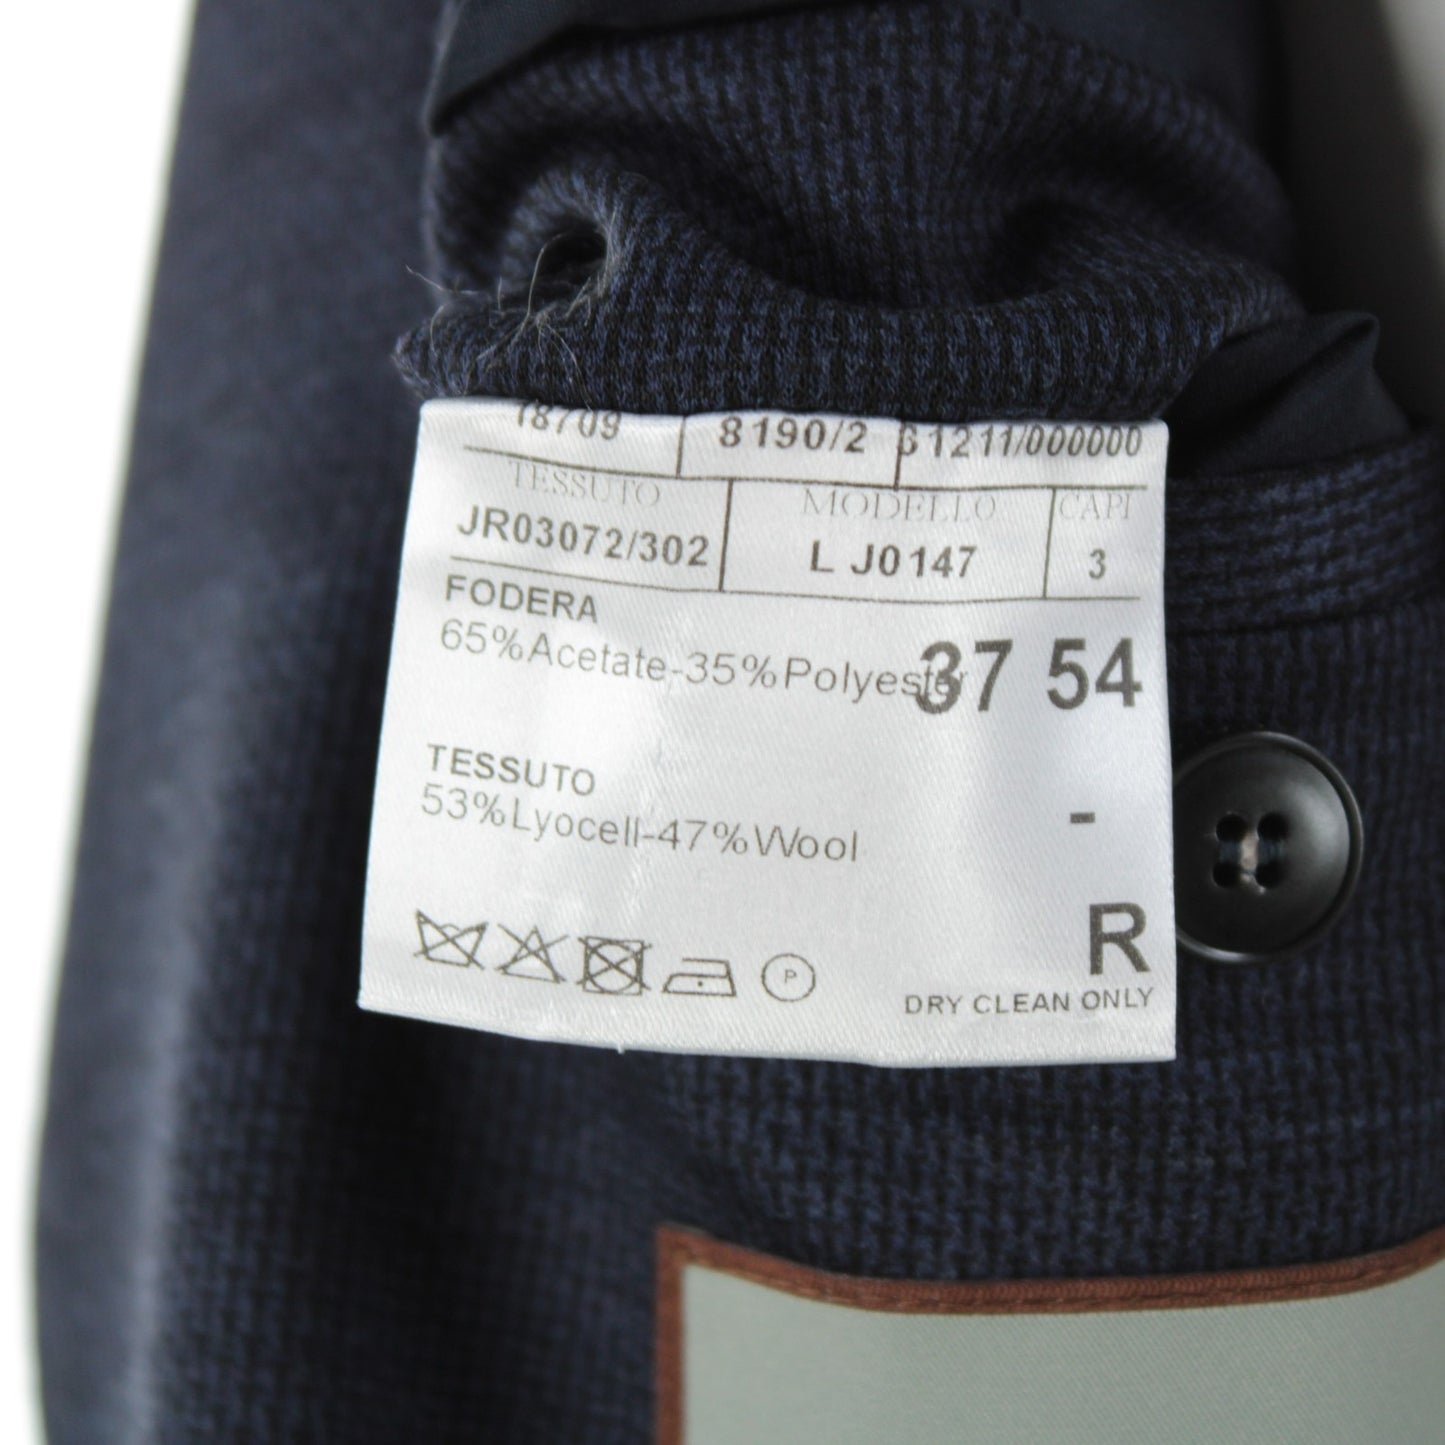 18709 8190/2 61211/000000
TESSUTO MODELLO CAPI
JR03072/302 L J0147 3
FODERA
65%Acetate-35%Polyester 37 54
TESSUTO
53%Lyocell-47%Wool -
R
P
DRY CLEAN ONLY